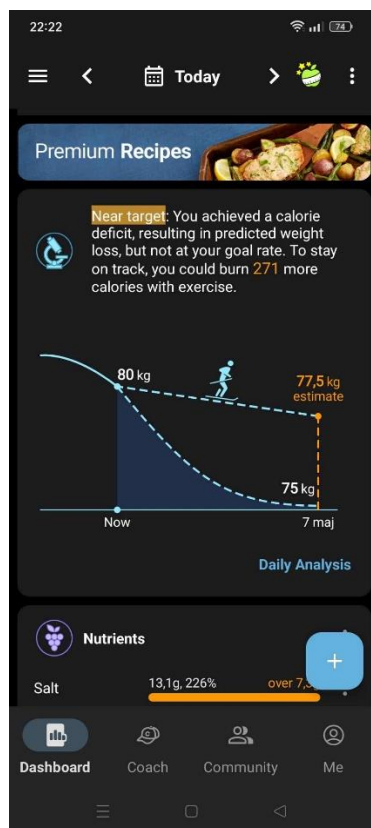 22:22
74
Today
Premium Recipes
Near target: You achieved a calorie
deficit, resulting in predicted weight
loss, but not at your goal rate. To stay
on track, you could burn 271 more
calories with exercise.
80 kg
77,5 kg
estimate
75 kg
Now
7 maj
Daily Analysis
Nutrients
+
Salt
13,1g, 226%
over
Dashboard
Coach
Community
Me